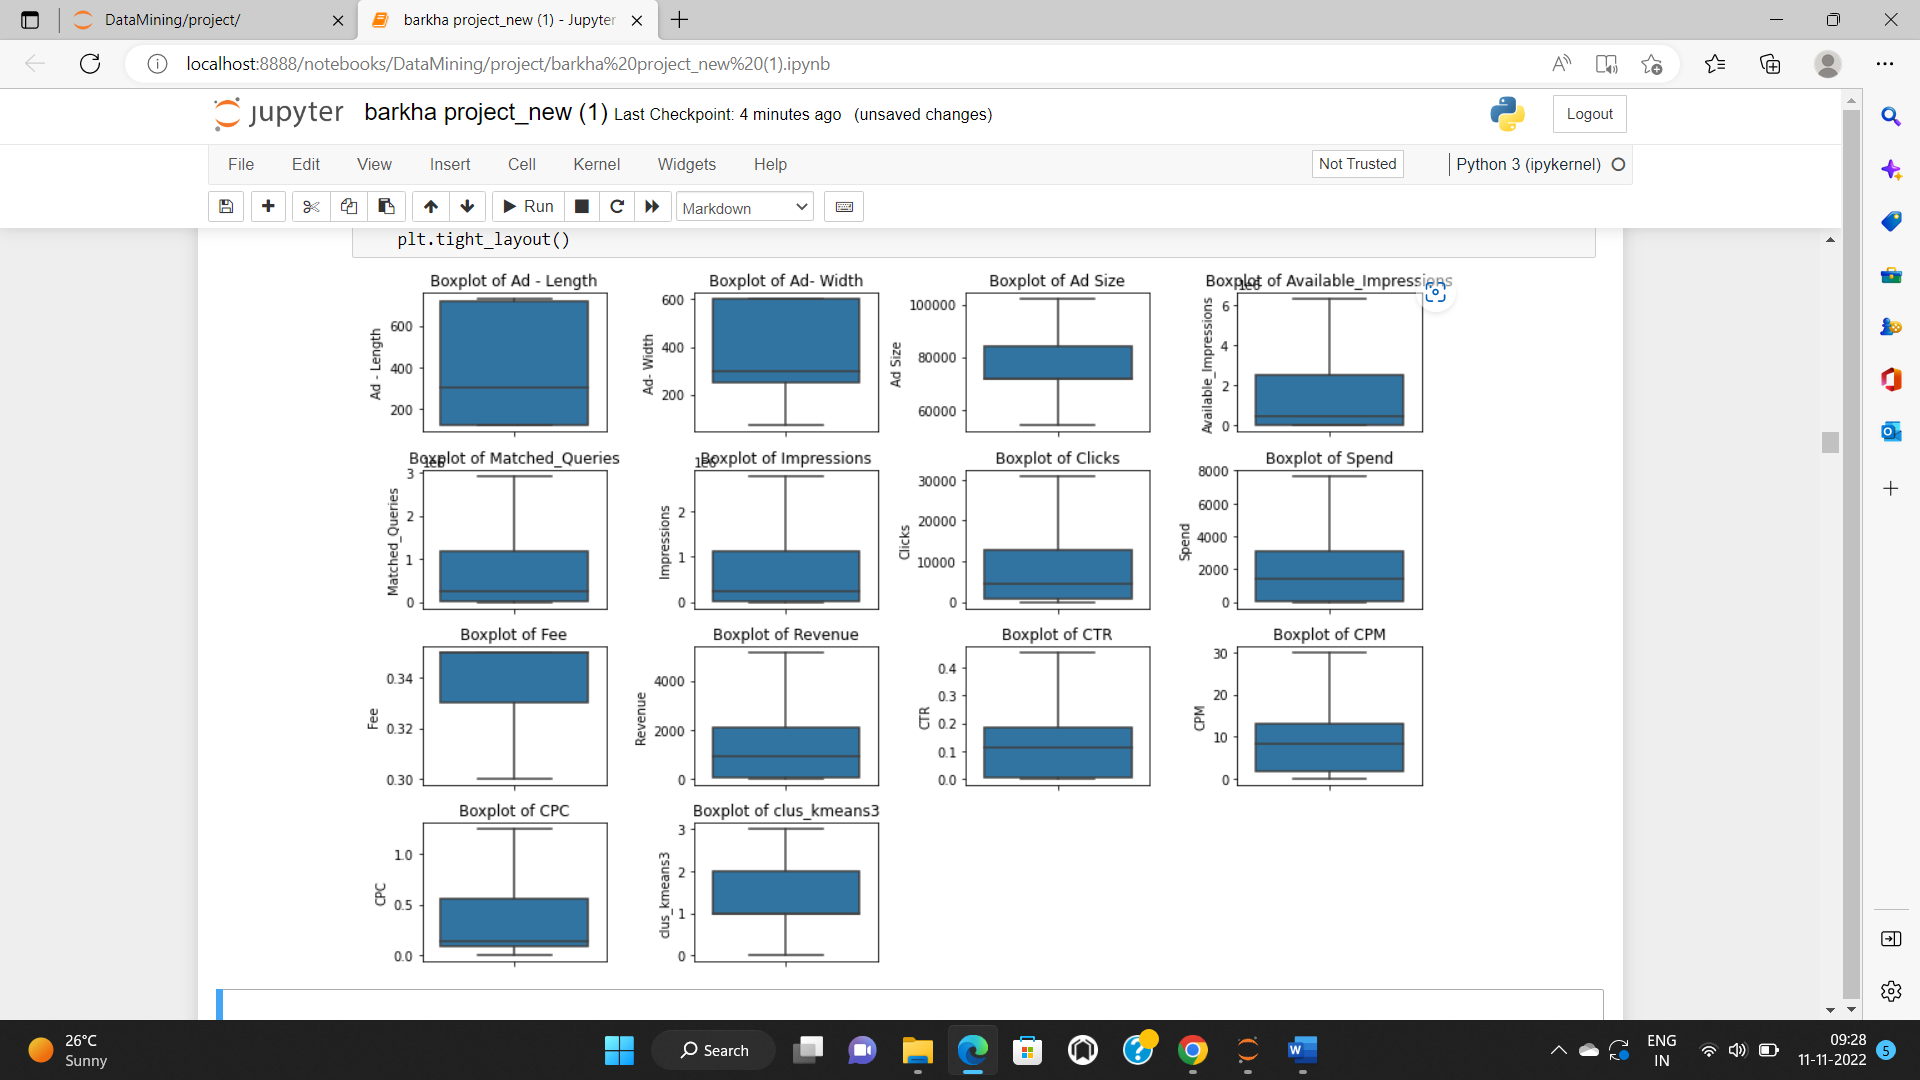 DataMining/project/
barkha project_new (1) - Jupyter
localhost:8888/notebooks/DataMining/project/barkha%20project_new%20(1).ipynb
jupyter barkha project_new (1) Last Checkpoint: 4 minutes ago (unsaved changes)
Logout
File Edit View Insert Cell Kernel Widgets Help
Not Trusted
Python 3 (ipykernel)
Run
Markdown
plt.tight_layout()
Boxplot of Ad - Length
Ad - Length
600
400
200
Boxplot of Ad- Width
Ad- Width
600
400
200
Boxplot of Ad Size
Ad Size
100000
80000
60000
Boxplot of Available_Impressions
1e6
Available_Impressions
6
4
2
0
Boxplot of Matched_Queries
1e6
Matched_Queries
3
2
1
0
Boxplot of Impressions
1e6
Impressions
2
1
0
Boxplot of Clicks
Clicks
30000
20000
10000
0
Boxplot of Spend
Spend
8000
6000
4000
2000
0
Boxplot of Fee
Fee
0.34
0.32
0.30
Boxplot of Revenue
Revenue
4000
2000
0
Boxplot of CTR
CTR
0.4
0.3
0.2
0.1
0.0
Boxplot of CPM
CPM
30
20
10
0
Boxplot of CPC
CPC
1.0
0.5
0.0
Boxplot of clus_kmeans3
clus_kmeans3
3
2
1
0
26°C
Sunny
Search
ENG
IN
09:28
11-11-2022
5